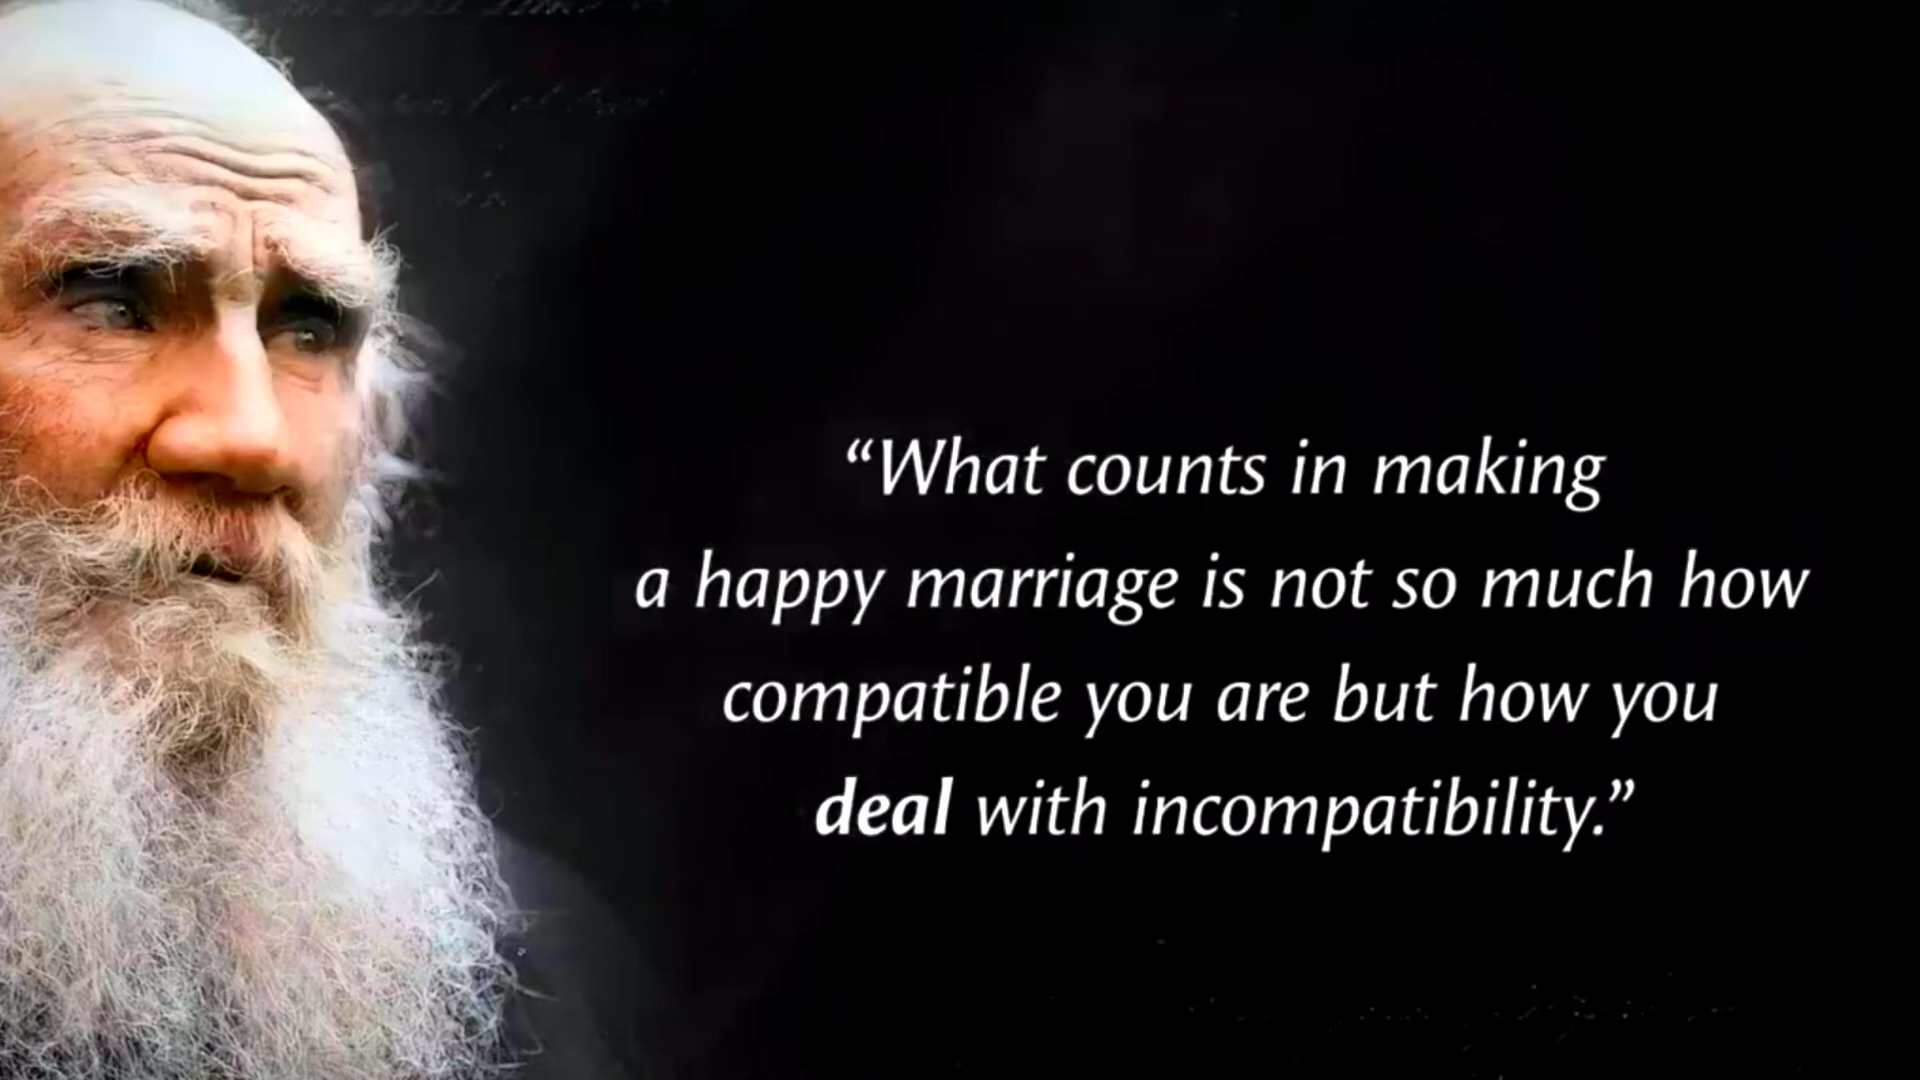 “What counts in making
a happy marriage is not so much how
compatible you are but how you
deal with incompatibility.”